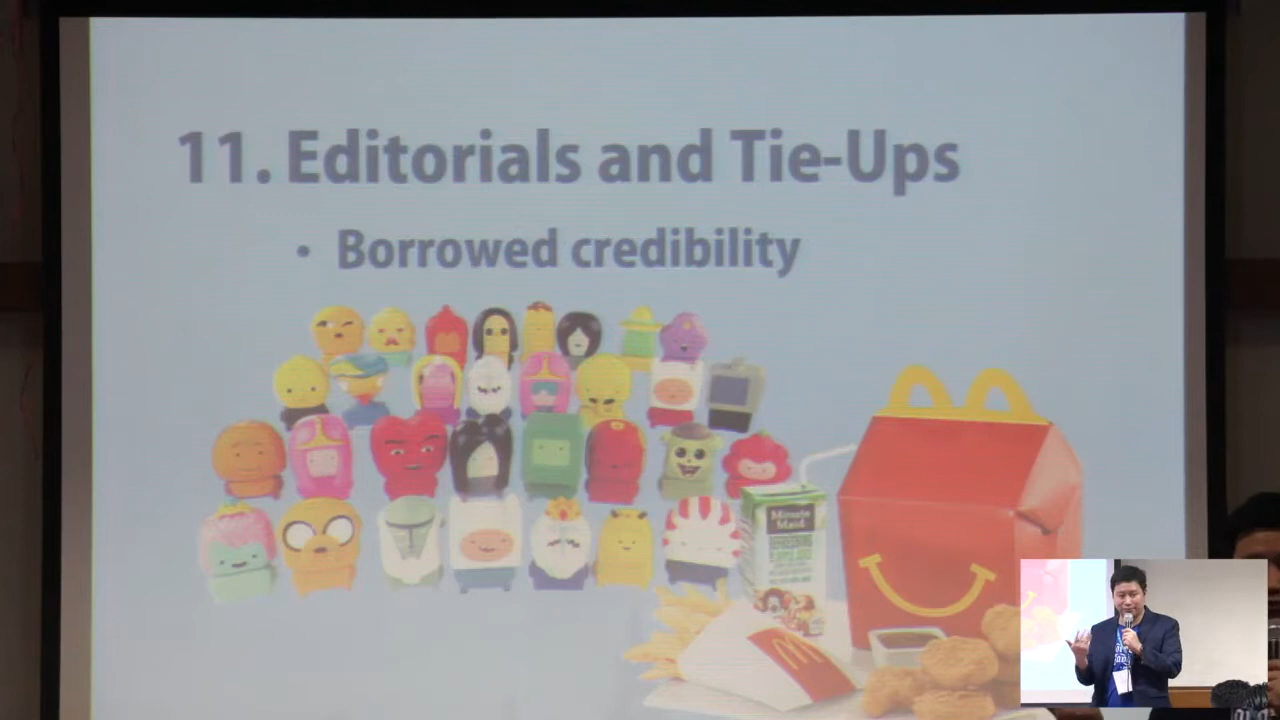 11. Editorials and Tie-Ups
• Borrowed credibility
Minute
Maid